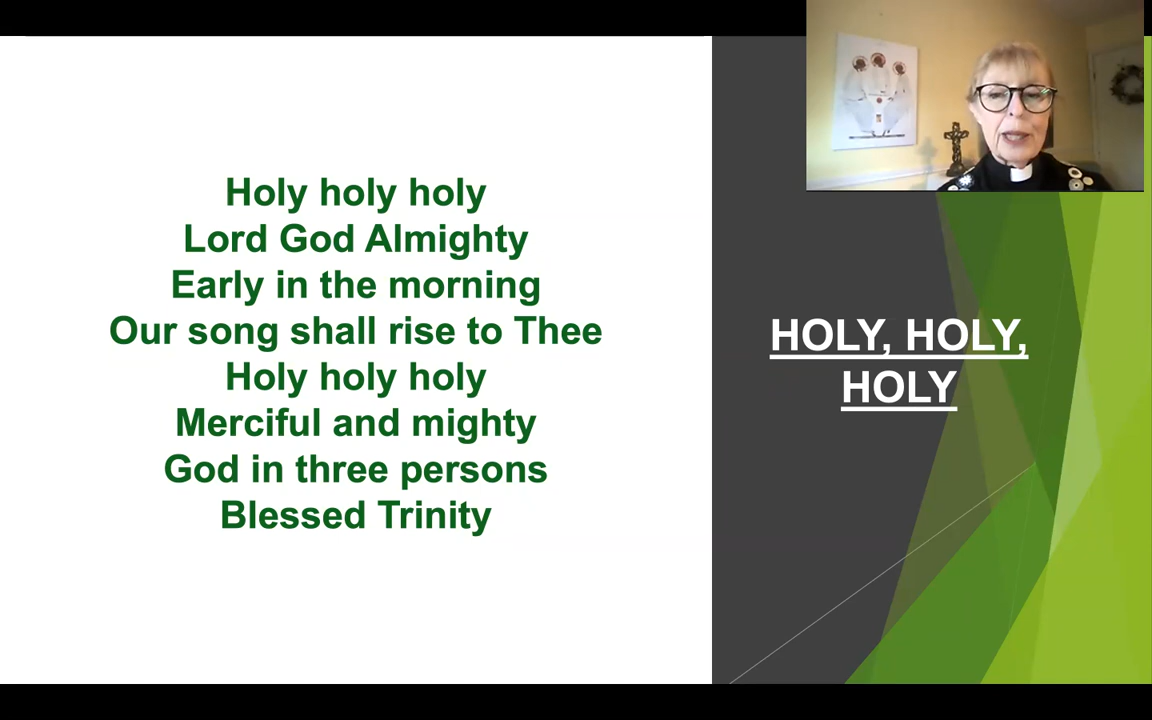 Holy holy holy
Lord God Almighty
Early in the morning
Our song shall rise to Thee
Holy holy holy
Merciful and mighty
God in three persons
Blessed Trinity
HOLY, HOLY,
HOLY